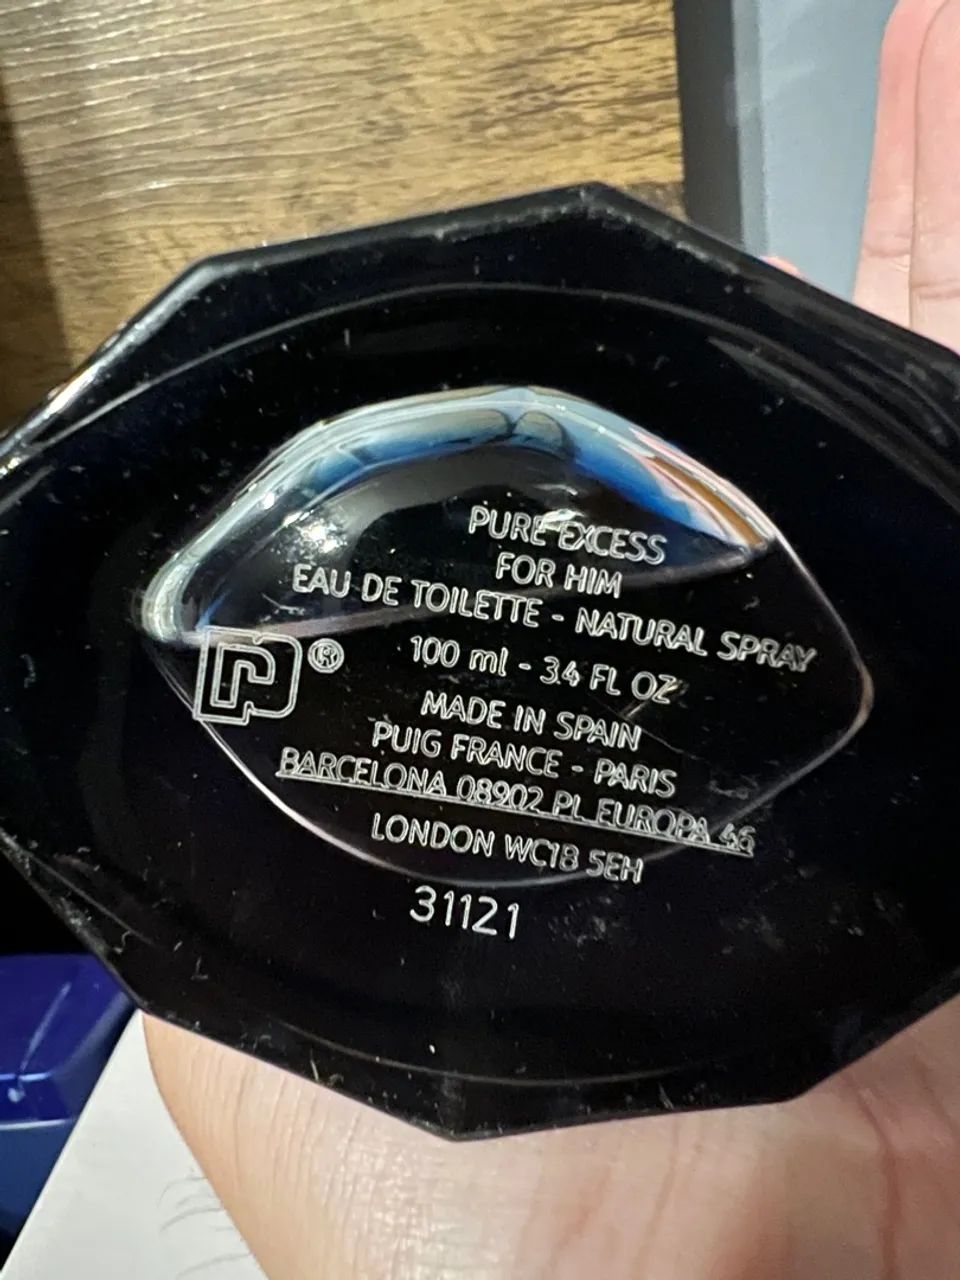 PURE EXCESS
FOR HIM
EAU DE TOILETTE - NATURAL SPRAY
®
100 ml - 3.4 FL OZ
MADE IN SPAIN
PUIG FRANCE - PARIS
BARCELONA 08902 PL EUROPA 46
LONDON WC1B 5EH
31121